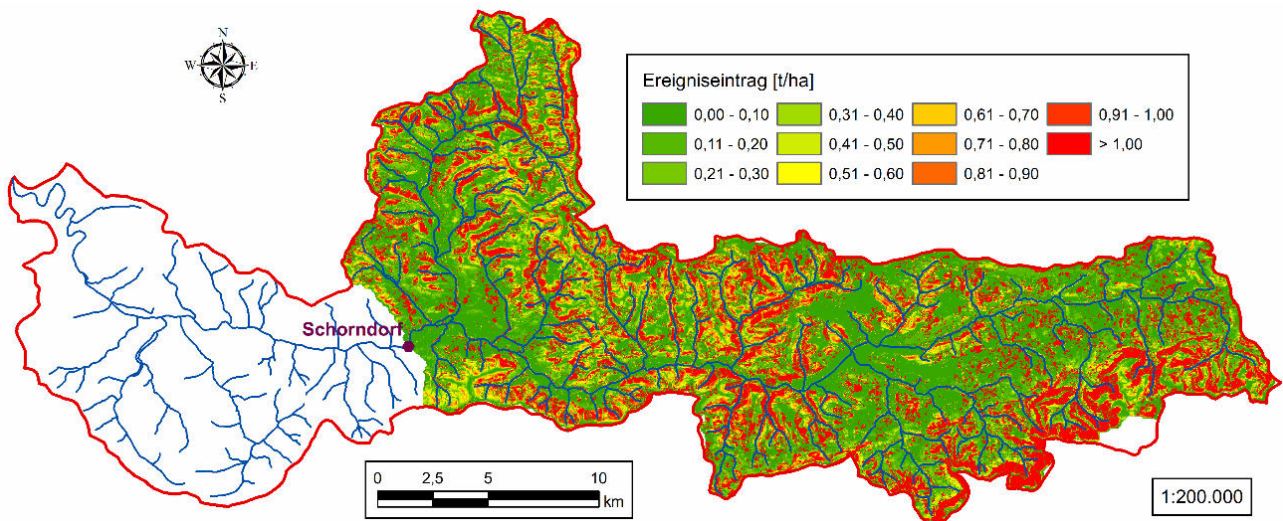 N
W E
S
Ereigniseintrag [t/ha]
0,00 - 0,10 0,31 - 0,40 0,61 - 0,70 0,91 - 1,00
0,11 - 0,20 0,41 - 0,50 0,71 - 0,80 > 1,00
0,21 - 0,30 0,51 - 0,60 0,81 - 0,90
Schorndorf
0 2,5 5 10
km
1:200.000